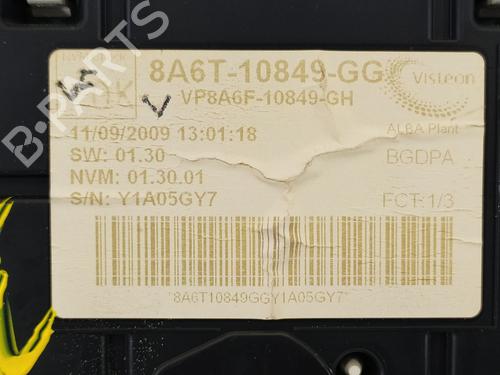 8A6T-10849-GG
Visteon
VP8A6F-10849-GH
11/09/2009 13:01:18
ALBA Plant
SW: 01.30
BGDPA
NVM: 01.30.01
S/N: Y1A05GY7
FCT:1/3
*8A6T10849GGY1A05GY7*
B-Parts